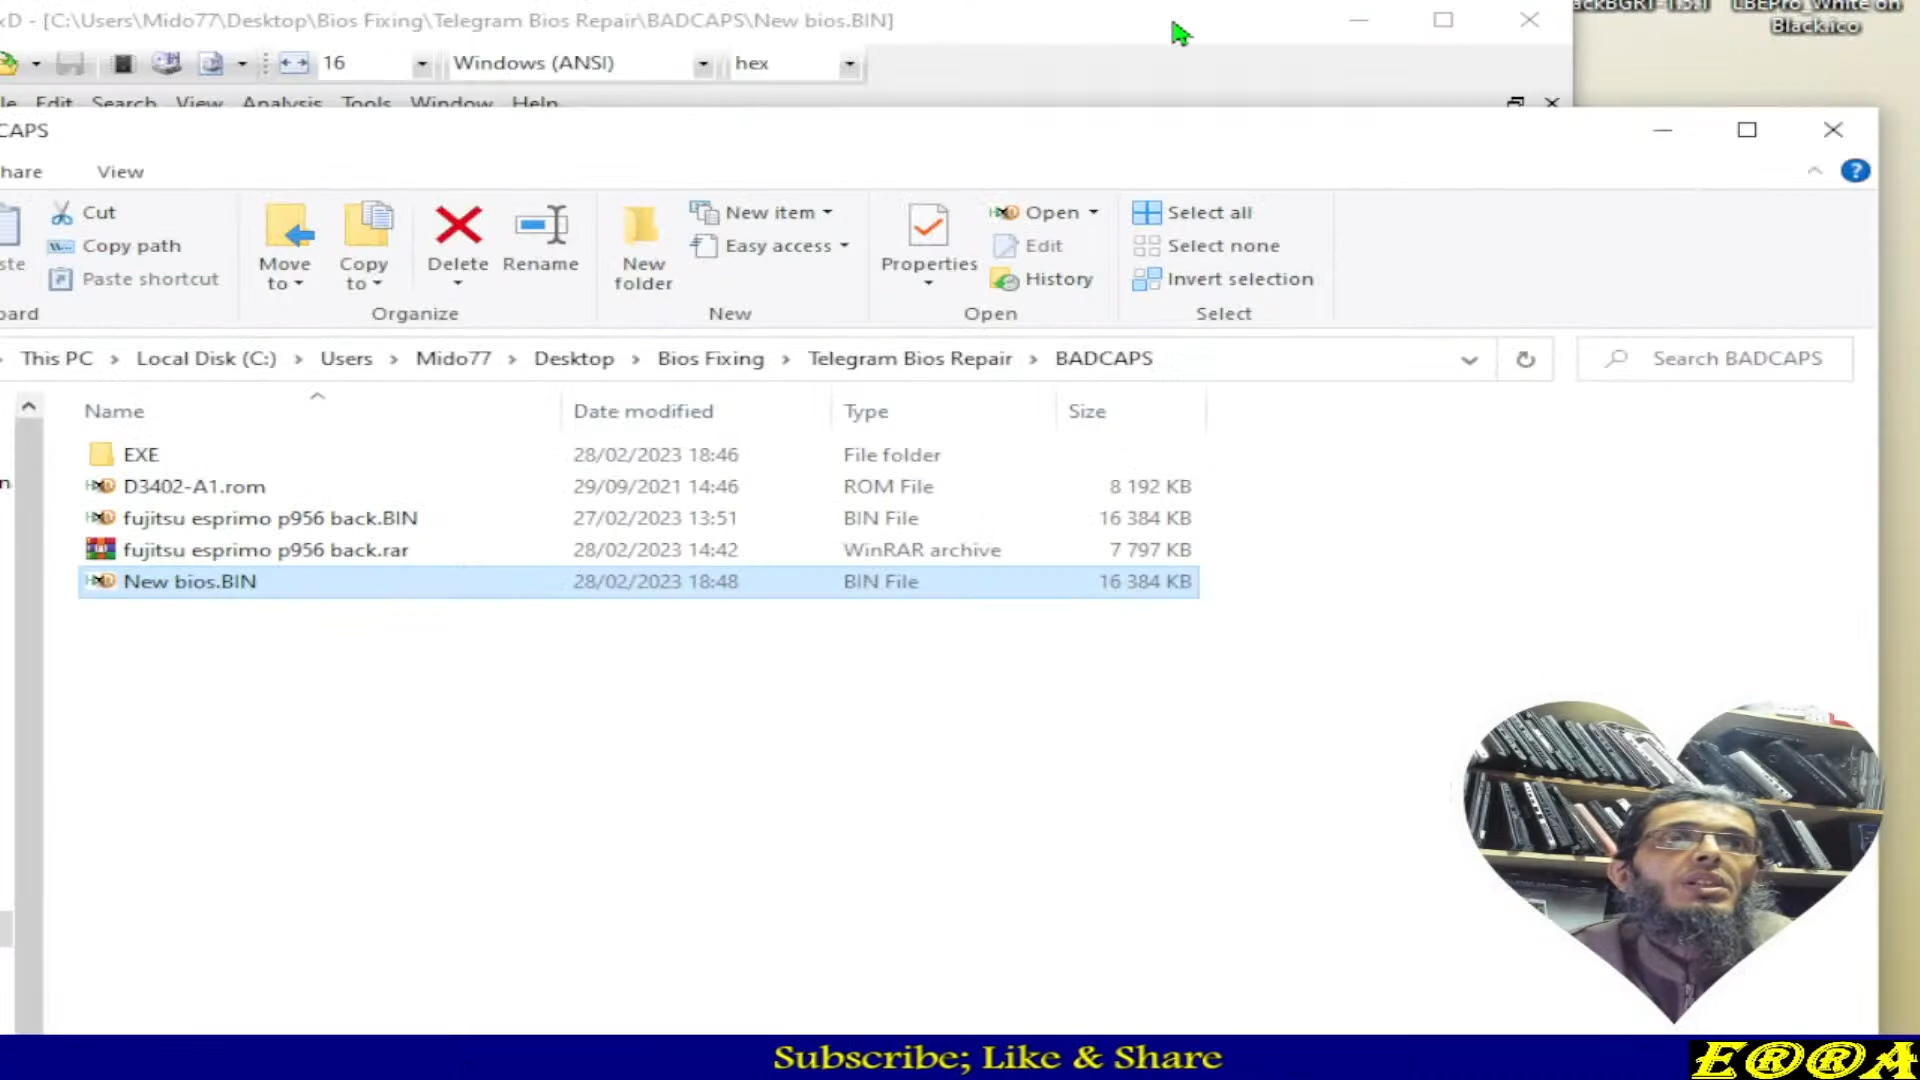 xD - [C:\Users\Mido77\Desktop\Bios Fixing\Telegram Bios Repair\BADCAPS\New bios.BIN]
LBEPro_White on
Black.ico
16
Windows (ANSI)
hex
Edit Search View Analysis Tools Window Help
CAPS
hare View
Cut
Copy path
Paste shortcut
Move to
Copy to
Delete
Rename
New folder
New item
Easy access
Properties
Open
Edit
History
Select all
Select none
Invert selection
oard
Organize
New
Open
Select
This PC > Local Disk (C:) > Users > Mido77 > Desktop > Bios Fixing > Telegram Bios Repair > BADCAPS
Search BADCAPS
Name Date modified Type Size
EXE 28/02/2023 18:46 File folder
D3402-A1.rom 29/09/2021 14:46 ROM File 8 192 KB
fujitsu esprimo p956 back.BIN 27/02/2023 13:51 BIN File 16 384 KB
fujitsu esprimo p956 back.rar 28/02/2023 14:42 WinRAR archive 7 797 KB
New bios.BIN 28/02/2023 18:48 BIN File 16 384 KB
Subscribe; Like & Share
ERRA